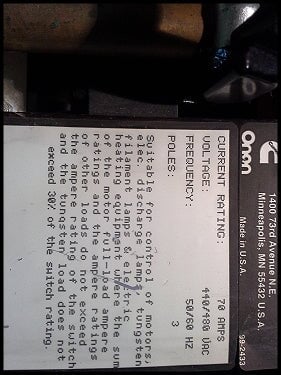 Onan
1400 73rd Avenue N.E.
Minneapolis, MN 55432 U.S.A.
Made in U.S.A.
99-2433
CURRENT RATING: 70 AMPS
VOLTAGE: 440/480 VAC
FREQUENCY: 50/60 HZ
POLES: 3
Suitable for control of motors,
elec. discharge lamps, tungsten
filament lamps & electric
heating equipment where the sum
of the motor full-load ampere
ratings and the ampere ratings
of other loads do not exceed
the ampere rating of the switch
and the tungsten load does not
exceed 30% of the switch rating.